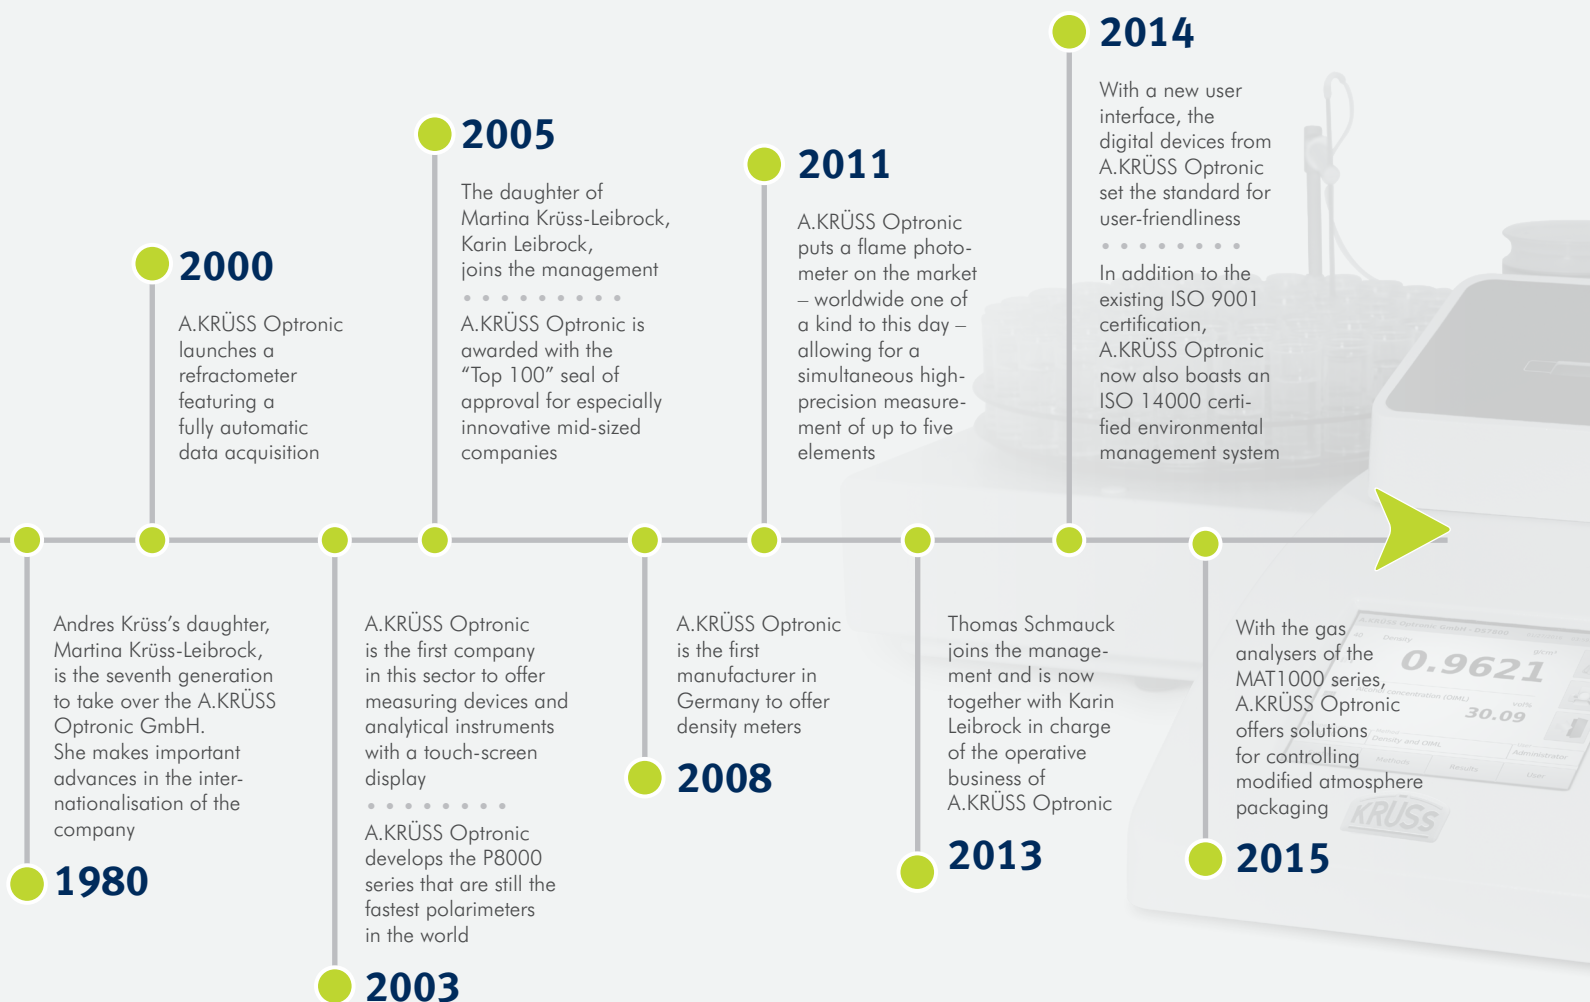 2014
With a new user
interface, the
digital devices from
A.KRÜSS Optronic
set the standard for
user-friendliness
In addition to the
existing ISO 9001
certification,
A.KRÜSS Optronic
now also boasts an
ISO 14000 certi-
fied environmental
management system
2005
The daughter of
Martina Krüss-Leibrock,
Karin Leibrock,
joins the management
A.KRÜSS Optronic is
awarded with the
“Top 100” seal of
approval for especially
innovative mid-sized
companies
2011
A.KRÜSS Optronic
puts a flame photo-
meter on the market
– worldwide one of
a kind to this day –
allowing for a
simultaneous high-
precision measure-
ment of up to five
elements
2000
A.KRÜSS Optronic
launches a
refractometer
featuring a
fully automatic
data acquisition
Andres Krüss’s daughter,
Martina Krüss-Leibrock,
is the seventh generation
to take over the A.KRÜSS
Optronic GmbH.
She makes important
advances in the inter-
nationalisation of the
company
1980
A.KRÜSS Optronic
is the first company
in this sector to offer
measuring devices and
analytical instruments
with a touch-screen
display
A.KRÜSS Optronic
develops the P8000
series that are still the
fastest polarimeters
in the world
2003
A.KRÜSS Optronic
is the first
manufacturer in
Germany to offer
density meters
2008
Thomas Schmauck
joins the manage-
ment and is now
together with Karin
Leibrock in charge
of the operative
business of
A.KRÜSS Optronic
2013
With the gas
analysers of the
MAT1000 series,
A.KRÜSS Optronic
offers solutions
for controlling
modified atmosphere
packaging
2015
Density
0.9621
concentration (OIML)
30.09
Density and OIML
Administrator
Methods
Results
User
KRÜSS